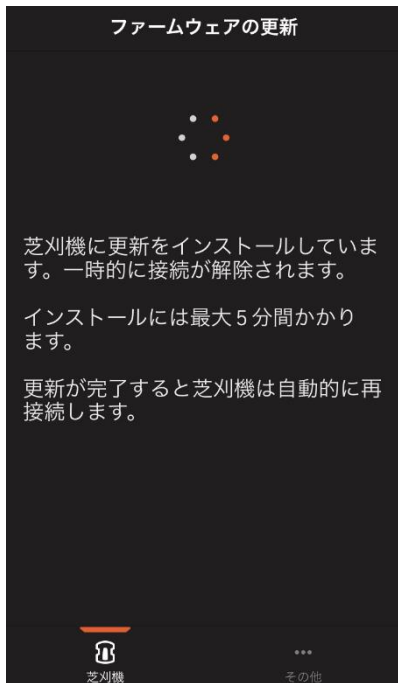 ファームウェアの更新
芝刈機に更新をインストールしていま
す。一時的に接続が解除されます。
インストールには最大5分間かかり
ます。
更新が完了すると芝刈機は自動的に再
接続します。
芝刈機
その他